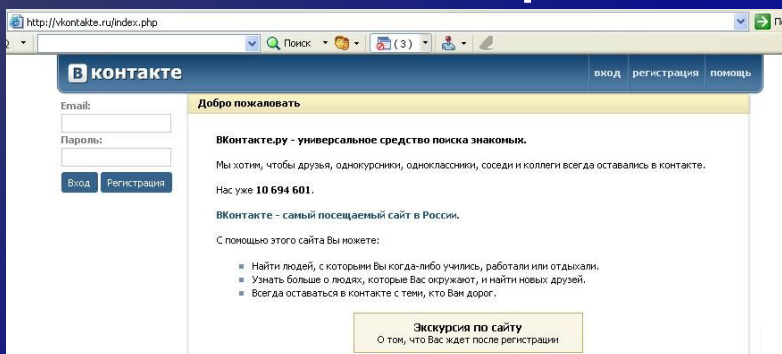 http://vkontakte.ru/index.php
Поиск (3)
В контакте
вход регистрация помощь
Email:
Добро пожаловать
Пароль:
Вход Регистрация
ВКонтакте.ру - универсальное средство поиска знакомых.
Мы хотим, чтобы друзья, однокурсники, одноклассники, соседи и коллеги всегда оставались в контакте.
Нас уже 10 694 601.
ВКонтакте - самый посещаемый сайт в России.
С помощью этого сайта Вы можете:
Найти людей, с которыми Вы когда-либо учились, работали или отдыхали.
Узнать больше о людях, которые Вас окружают, и найти новых друзей.
Всегда оставаться в контакте с теми, кто Вам дорог.
Экскурсия по сайту
О том, что Вас ждет после регистрации